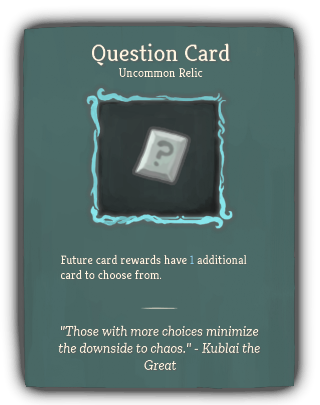 Question Card
Uncommon Relic
?
Future card rewards have 1 additional
card to choose from.
"Those with more choices minimize
the downside to chaos." - Kublai the
Great